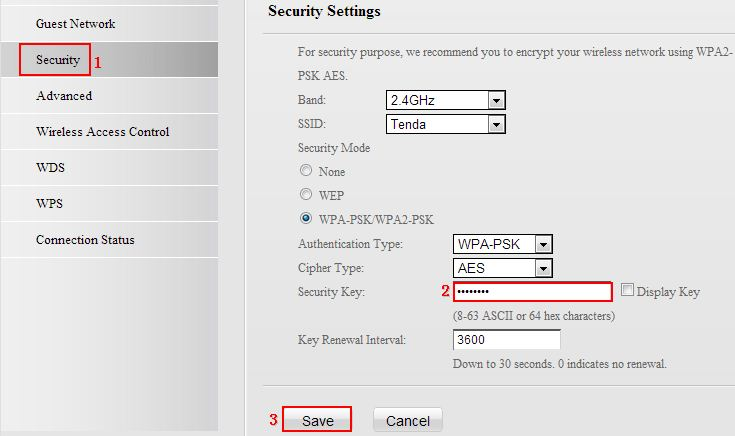 Guest Network
Security 1
Advanced
Wireless Access Control
WDS
WPS
Connection Status
Security Settings
For security purpose, we recommend you to encrypt your wireless network using WPA2-
PSK AES.
Band: 2.4GHz
SSID: Tenda
Security Mode
None
WEP
WPA-PSK/WPA2-PSK
Authentication Type: WPA-PSK
Cipher Type: AES
Security Key: 2 •••••••• Display Key
(8-63 ASCII or 64 hex characters)
Key Renewal Interval: 3600
Down to 30 seconds. 0 indicates no renewal.
3 Save Cancel